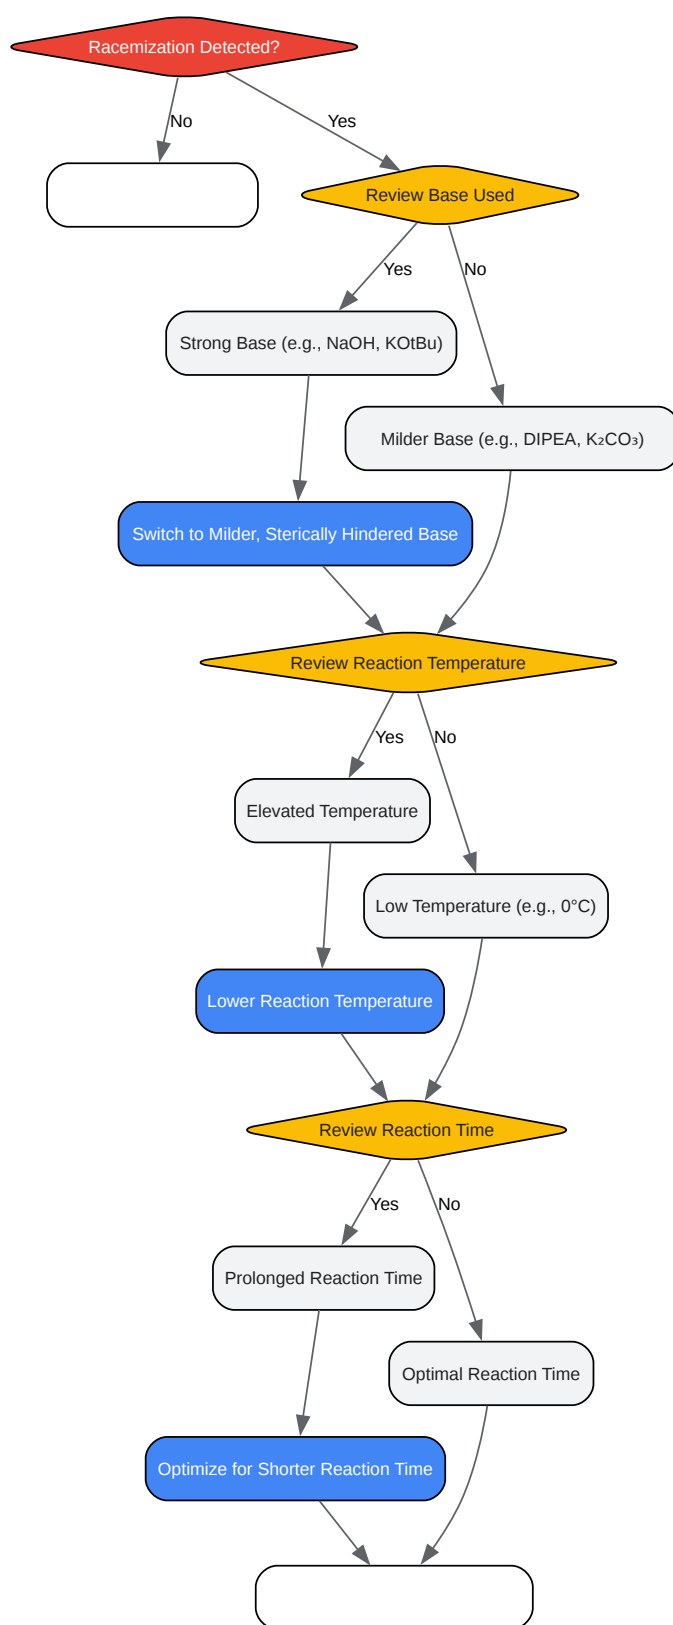 Racemization Detected?
No
Yes
Review Base Used
Yes
No
Strong Base (e.g., NaOH, KOtBu)
Milder Base (e.g., DIPEA, K₂CO₃)
Switch to Milder, Sterically Hindered Base
Review Reaction Temperature
Yes
No
Elevated Temperature
Low Temperature (e.g., 0°C)
Lower Reaction Temperature
Review Reaction Time
Yes
No
Prolonged Reaction Time
Optimal Reaction Time
Optimize for Shorter Reaction Time